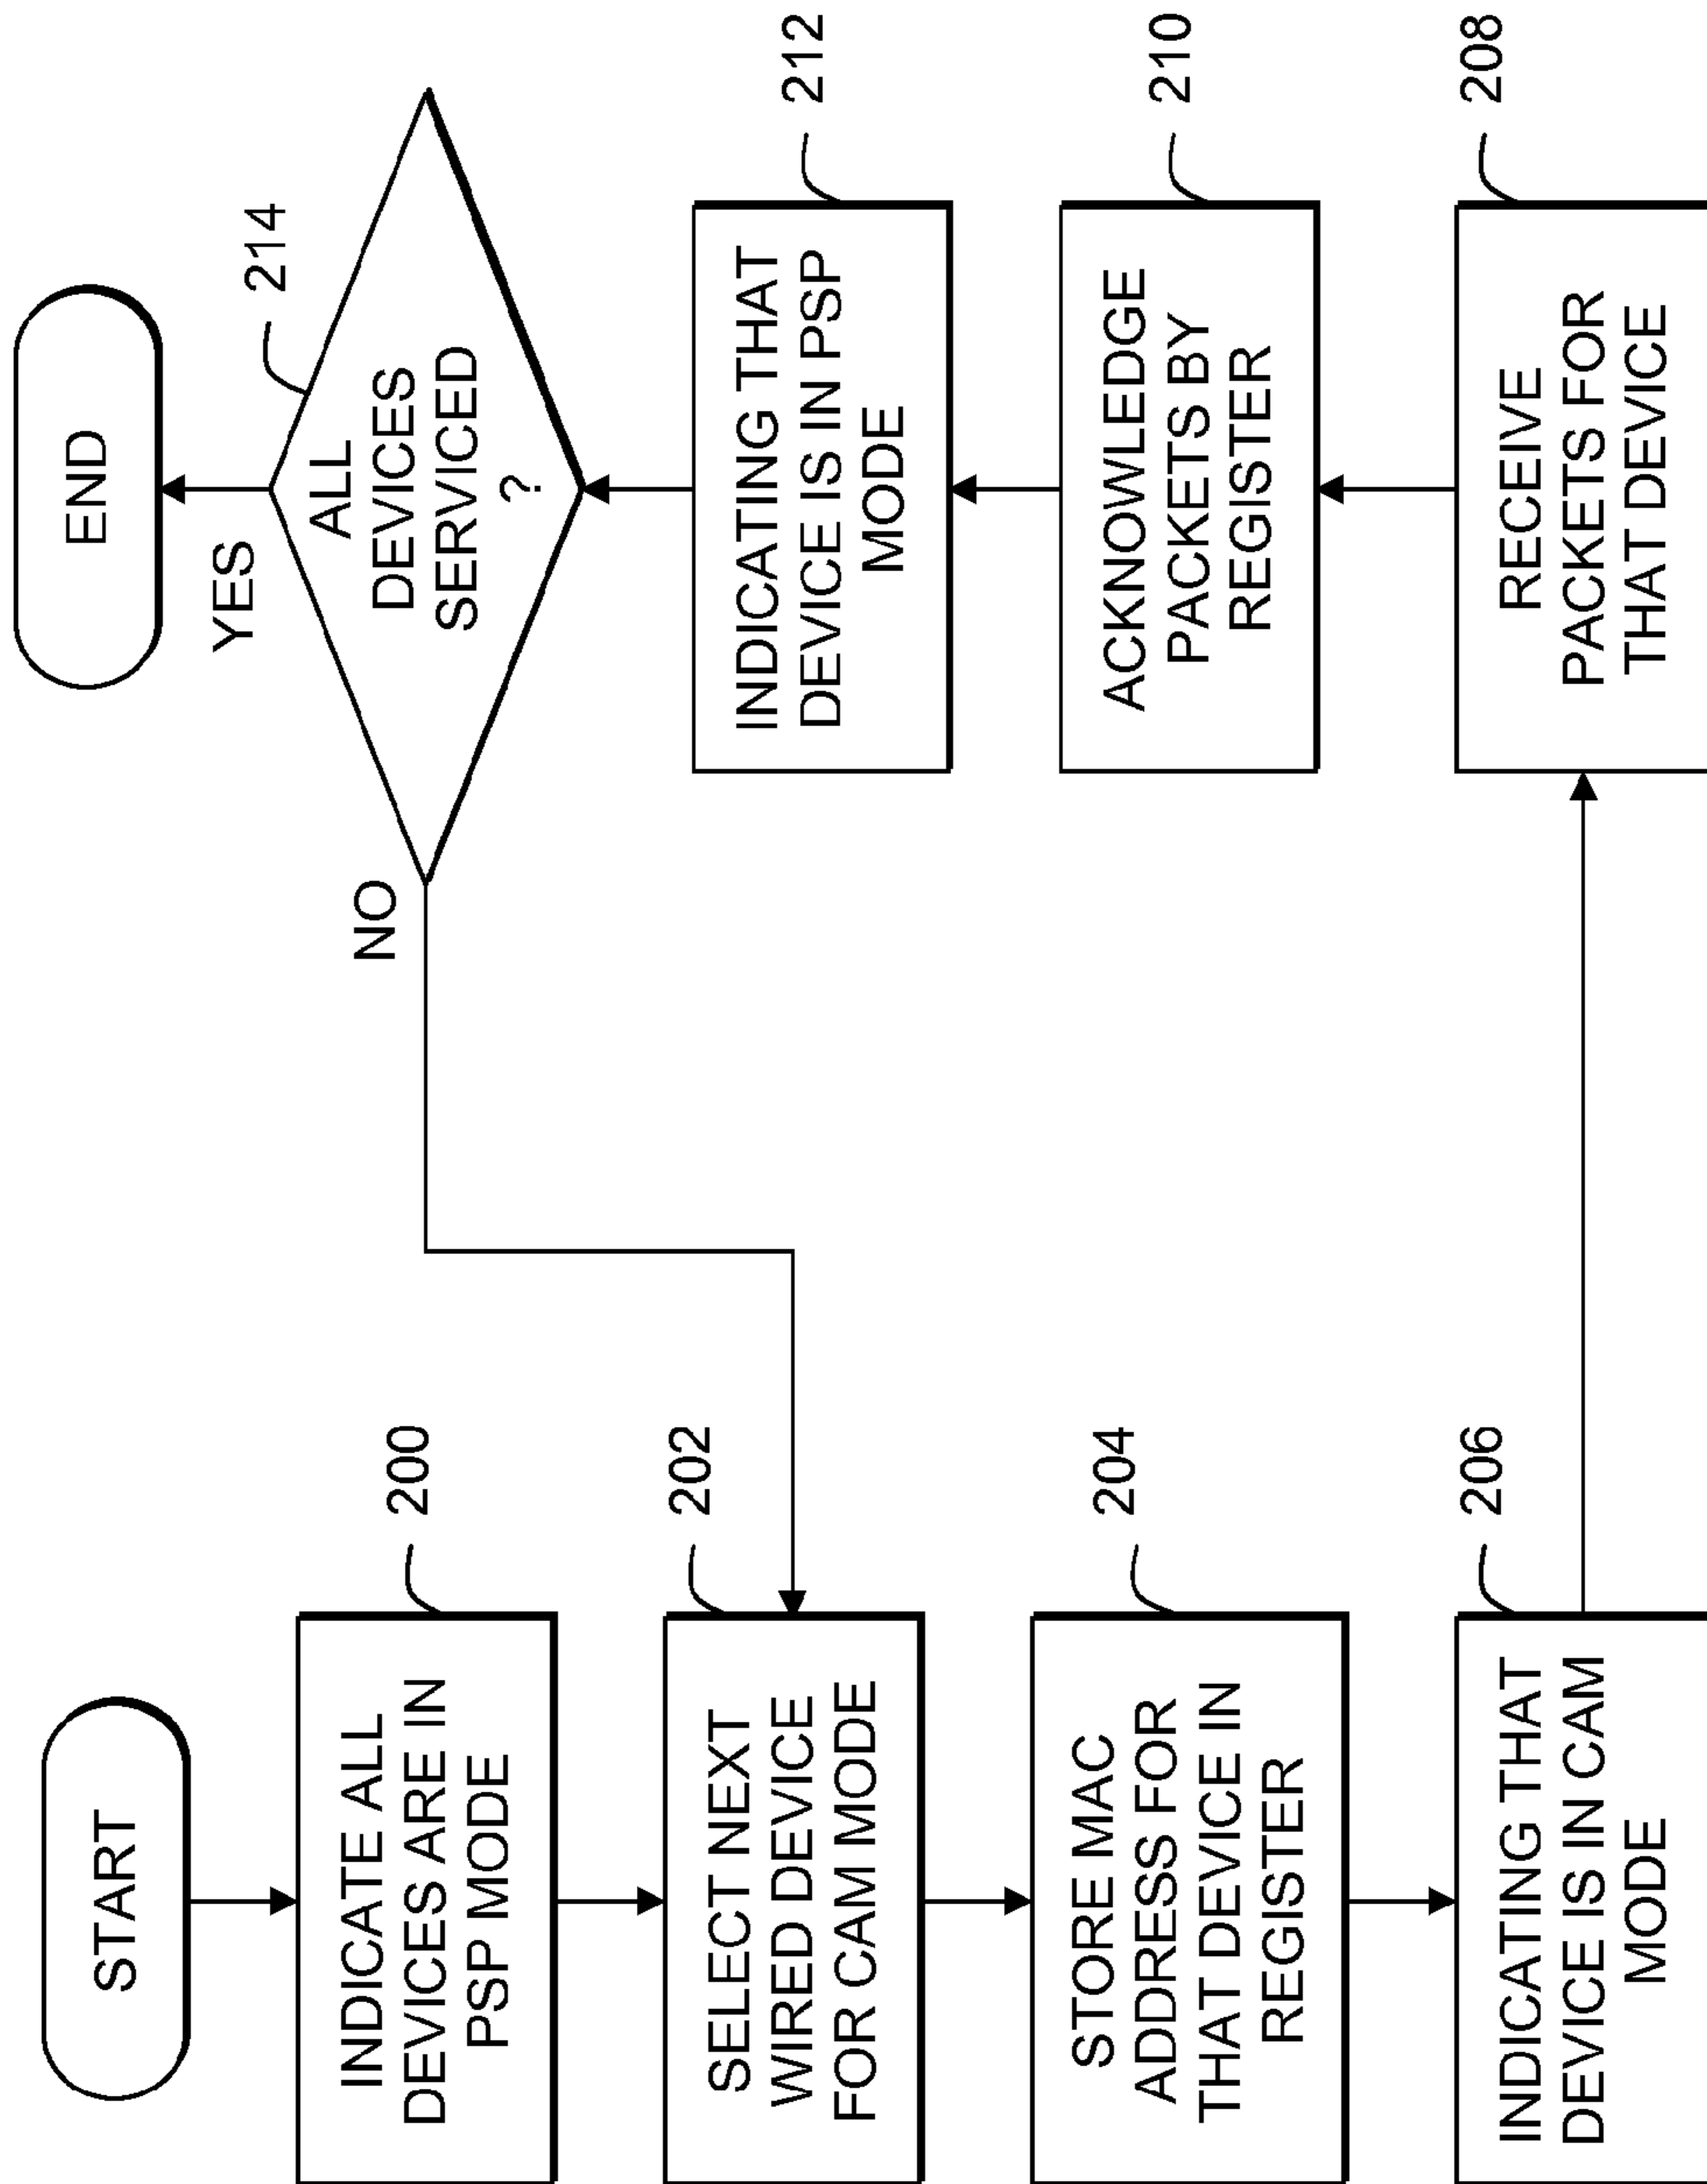 START
INDICATE ALL
DEVICES ARE IN
PSP MODE
200
SELECT NEXT
WIRED DEVICE
FOR CAM MODE
202
STORE MAC
ADDRESS FOR
THAT DEVICE IN
REGISTER
204
INDICATING THAT
DEVICE IS IN CAM
MODE
206
RECEIVE
PACKETS FOR
THAT DEVICE
208
ACKNOWLEDGE
PACKETS BY
REGISTER
210
INDICATING THAT
DEVICE IS IN PSP
MODE
212
ALL
DEVICES
SERVICED
?
214
NO
YES
END